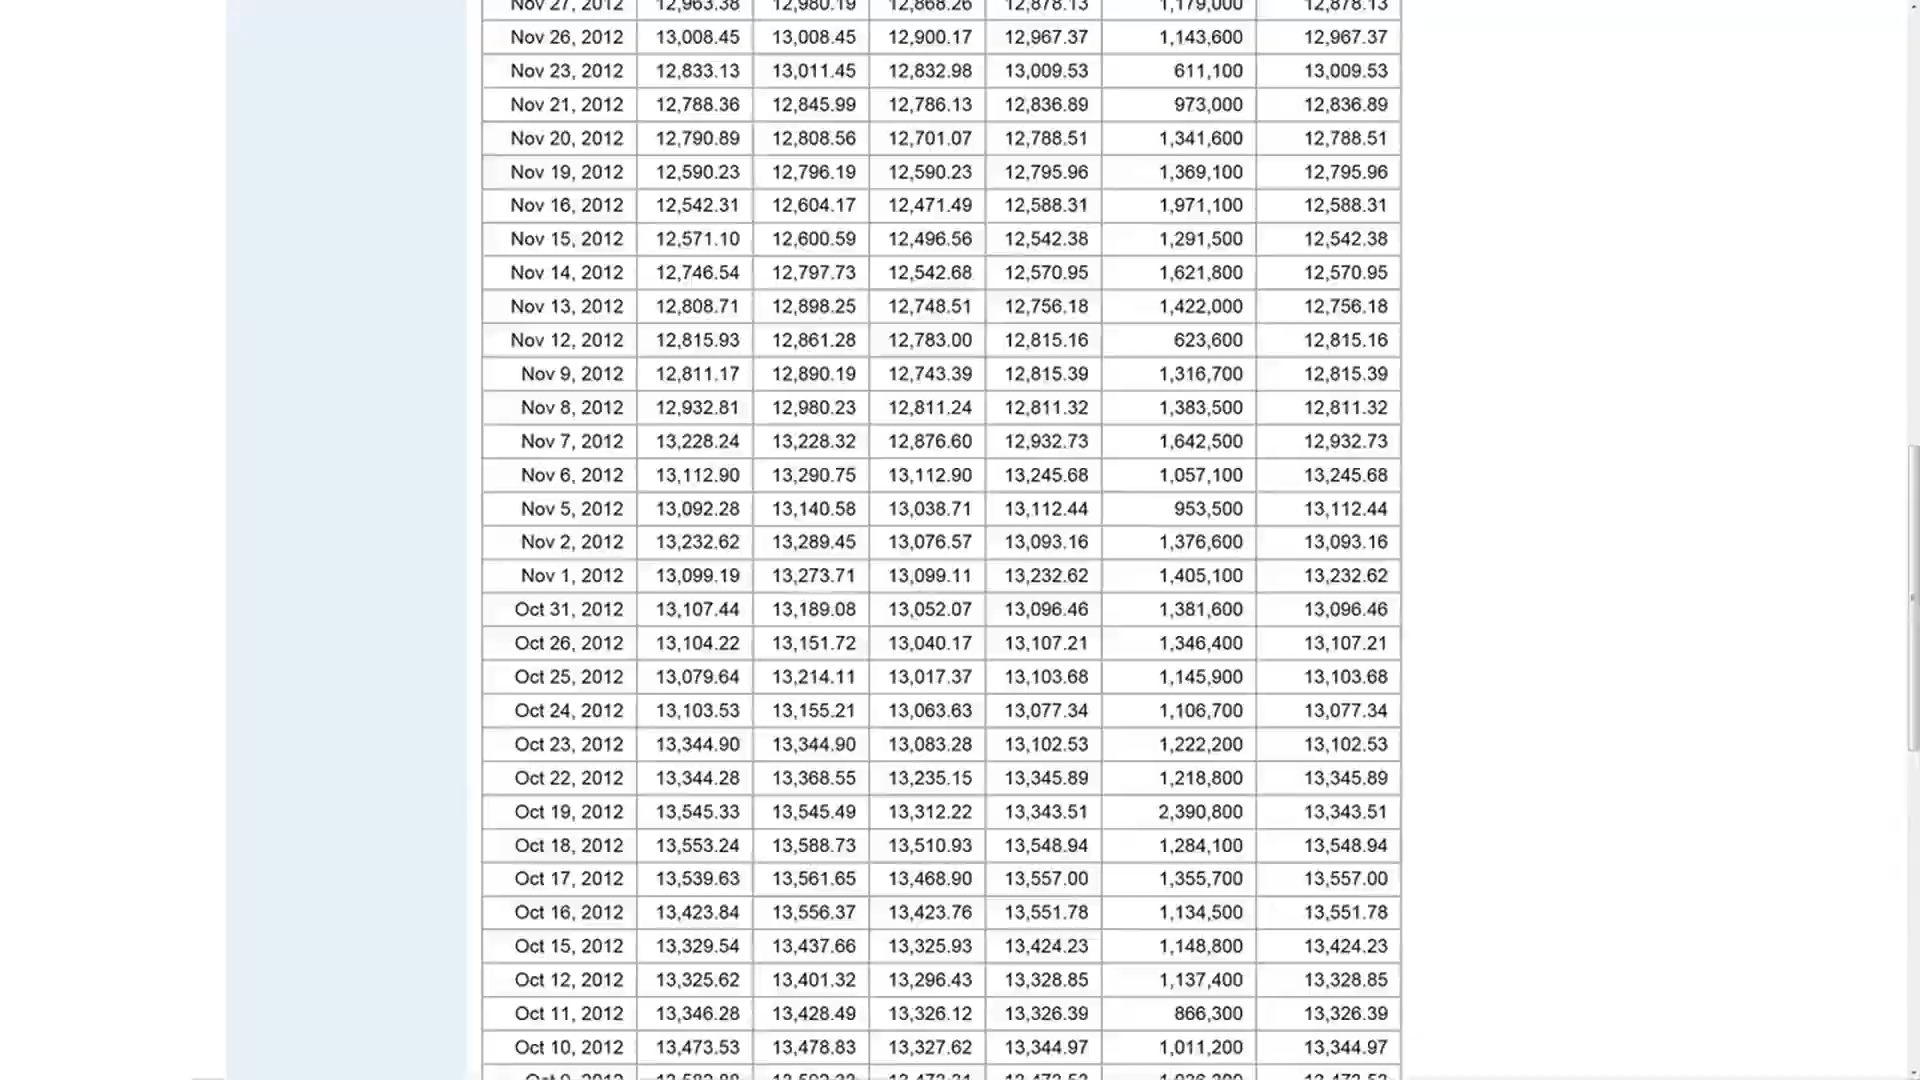 Nov 27, 2012 12,963.38 12,980.19 12,868.26 12,878.13 1,179,000 12,878.13
Nov 26, 2012 13,008.45 13,008.45 12,900.17 12,967.37 1,143,600 12,967.37
Nov 23, 2012 12,833.13 13,011.45 12,832.98 13,009.53 611,100 13,009.53
Nov 21, 2012 12,788.36 12,845.99 12,786.13 12,836.89 973,000 12,836.89
Nov 20, 2012 12,790.89 12,808.56 12,701.07 12,788.51 1,341,600 12,788.51
Nov 19, 2012 12,590.23 12,796.19 12,590.23 12,795.96 1,369,100 12,795.96
Nov 16, 2012 12,542.31 12,604.17 12,471.49 12,588.31 1,971,100 12,588.31
Nov 15, 2012 12,571.10 12,600.59 12,496.56 12,542.38 1,291,500 12,542.38
Nov 14, 2012 12,746.54 12,797.73 12,542.68 12,570.95 1,621,800 12,570.95
Nov 13, 2012 12,808.71 12,898.25 12,748.51 12,756.18 1,422,000 12,756.18
Nov 12, 2012 12,815.93 12,861.28 12,783.00 12,815.16 623,600 12,815.16
Nov 9, 2012 12,811.17 12,890.19 12,743.39 12,815.39 1,316,700 12,815.39
Nov 8, 2012 12,932.81 12,980.23 12,811.24 12,811.32 1,383,500 12,811.32
Nov 7, 2012 13,228.24 13,228.32 12,876.60 12,932.73 1,642,500 12,932.73
Nov 6, 2012 13,112.90 13,290.75 13,112.90 13,245.68 1,057,100 13,245.68
Nov 5, 2012 13,092.28 13,140.58 13,038.71 13,112.44 953,500 13,112.44
Nov 2, 2012 13,232.62 13,289.45 13,076.57 13,093.16 1,376,600 13,093.16
Nov 1, 2012 13,099.19 13,273.71 13,099.11 13,232.62 1,405,100 13,232.62
Oct 31, 2012 13,107.44 13,189.08 13,052.07 13,096.46 1,381,600 13,096.46
Oct 26, 2012 13,104.22 13,151.72 13,040.17 13,107.21 1,346,400 13,107.21
Oct 25, 2012 13,079.64 13,214.11 13,017.37 13,103.68 1,145,900 13,103.68
Oct 24, 2012 13,103.53 13,155.21 13,063.63 13,077.34 1,106,700 13,077.34
Oct 23, 2012 13,344.90 13,344.90 13,083.28 13,102.53 1,222,200 13,102.53
Oct 22, 2012 13,344.28 13,368.55 13,235.15 13,345.89 1,218,800 13,345.89
Oct 19, 2012 13,545.33 13,545.49 13,312.22 13,343.51 2,390,800 13,343.51
Oct 18, 2012 13,553.24 13,588.73 13,510.93 13,548.94 1,284,100 13,548.94
Oct 17, 2012 13,539.63 13,561.65 13,468.90 13,557.00 1,355,700 13,557.00
Oct 16, 2012 13,423.84 13,556.37 13,423.76 13,551.78 1,134,500 13,551.78
Oct 15, 2012 13,329.54 13,437.66 13,325.93 13,424.23 1,148,800 13,424.23
Oct 12, 2012 13,325.62 13,401.32 13,296.43 13,328.85 1,137,400 13,328.85
Oct 11, 2012 13,346.28 13,428.49 13,326.12 13,326.39 866,300 13,326.39
Oct 10, 2012 13,473.53 13,478.83 13,327.62 13,344.97 1,011,200 13,344.97